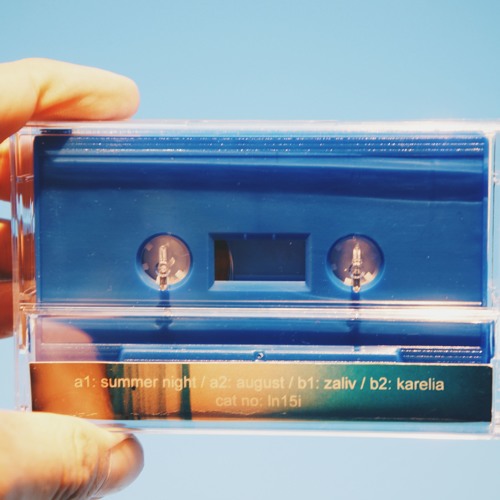 a1: summer night / a2: august / b1: zaliv / b2: karelia
cat no: ln15i